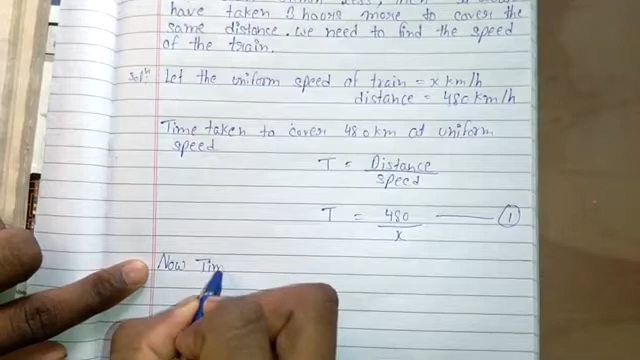 have taken 3 hours more to cover the
same distance. we need to find the speed
of the train.
Solⁿ. Let the uniform speed of train = x km/h
distance = 480 km/h
Time taken to cover 480 km at uniform
speed
T = Distance
speed
T = 480 ——— ①
x
Now Tim